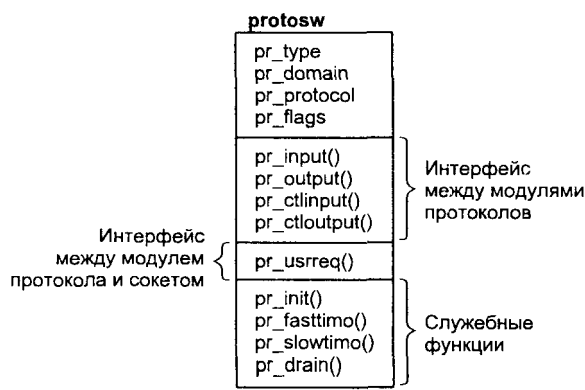 protosw
pr_type
pr_domain
pr_protocol
pr_flags
pr_input()
pr_output()
pr_ctlinput()
pr_ctloutput()
Интерфейс
между модулями
протоколов
Интерфейс
между модулем
протокола и сокетом
pr_usrreq()
pr_init()
pr_fasttimo()
pr_slowtimo()
pr_drain()
Служебные
функции